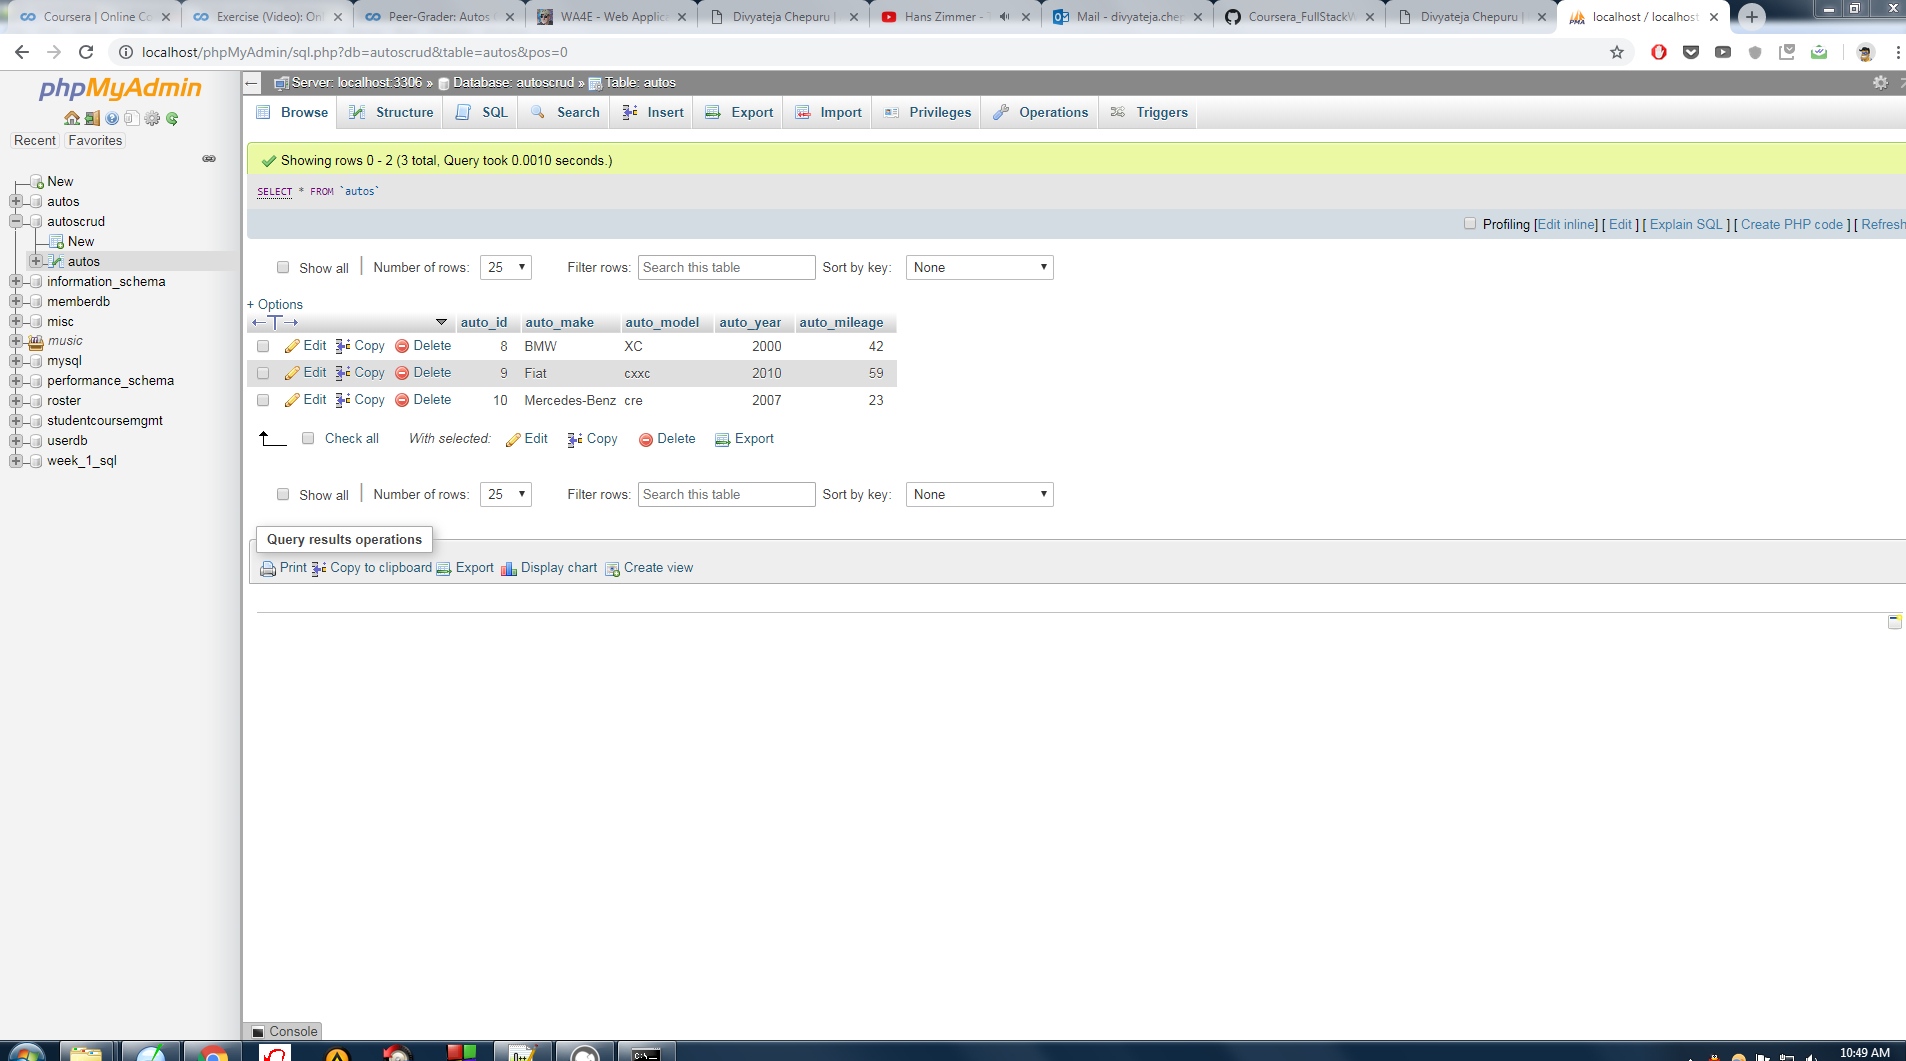 Coursera | Online Co
Exercise (Video): Onl
Peer-Grader: Autos
WA4E - Web Applica
Divyateja Chepuru |
Hans Zimmer - T
Mail - divyateja.chep
Coursera_FullStackW
Divyateja Chepuru |
localhost / localhost
localhost/phpMyAdmin/sql.php?db=autoscrud&table=autos&pos=0
phpMyAdmin
Recent Favorites
New
autos
autoscrud
New
autos
information_schema
memberdb
misc
music
mysql
performance_schema
roster
studentcoursemgmt
userdb
week_1_sql
Server: localhost:3306 » Database: autoscrud » Table: autos
Browse Structure SQL Search Insert Export Import Privileges Operations Triggers
Showing rows 0 - 2 (3 total, Query took 0.0010 seconds.)
SELECT * FROM `autos`
Profiling [Edit inline] [ Edit ] [ Explain SQL ] [ Create PHP code ] [ Refresh
Show all Number of rows: 25 Filter rows: Search this table Sort by key: None
+ Options
auto_id auto_make auto_model auto_year auto_mileage
Edit Copy Delete 8 BMW XC 2000 42
Edit Copy Delete 9 Fiat cxxc 2010 59
Edit Copy Delete 10 Mercedes-Benz cre 2007 23
Check all With selected: Edit Copy Delete Export
Show all Number of rows: 25 Filter rows: Search this table Sort by key: None
Query results operations
Print Copy to clipboard Export Display chart Create view
Console
10:49 AM